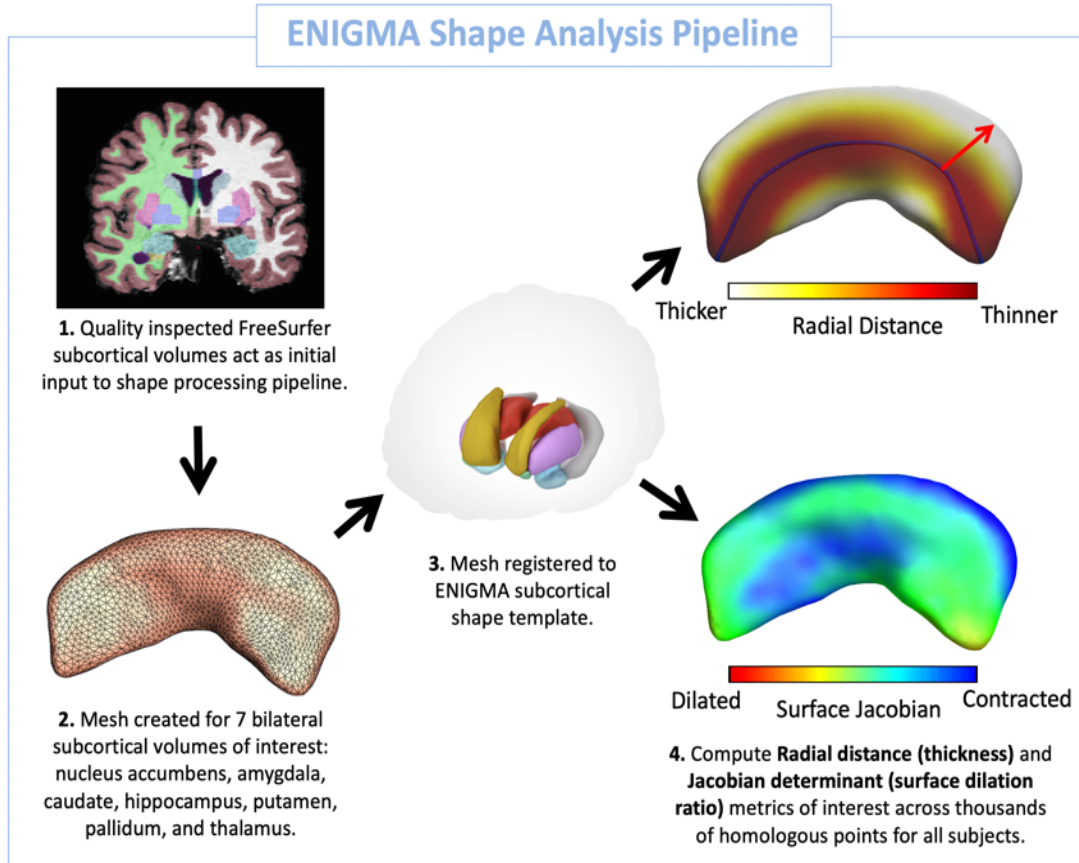 ENIGMA Shape Analysis Pipeline
1. Quality inspected FreeSurfer
subcortical volumes act as initial
input to shape processing pipeline.
2. Mesh created for 7 bilateral
subcortical volumes of interest:
nucleus accumbens, amygdala,
caudate, hippocampus, putamen,
pallidum, and thalamus.
3. Mesh registered to
ENIGMA subcortical
shape template.
Thicker
Radial Distance
Thinner
Dilated
Surface Jacobian
Contracted
4. Compute Radial distance (thickness) and
Jacobian determinant (surface dilation
ratio) metrics of interest across thousands
of homologous points for all subjects.